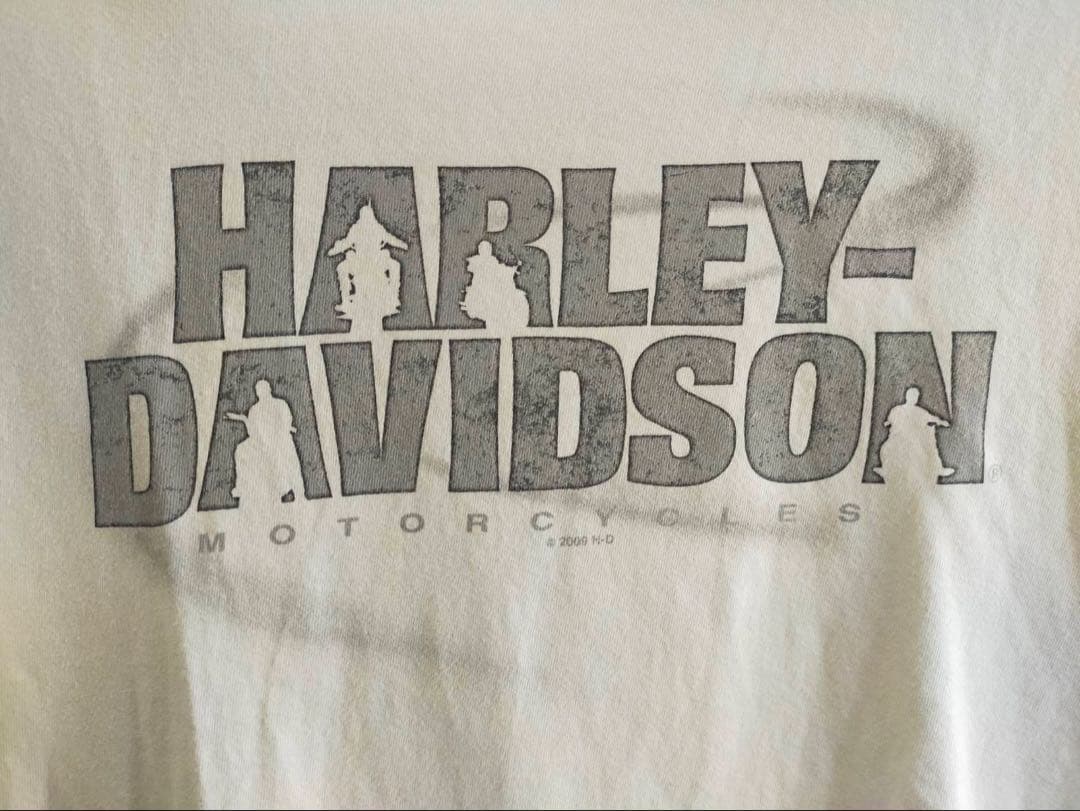 HARLEY-
DAVIDSON®
MOTORCYCLES
© 2009 H-D